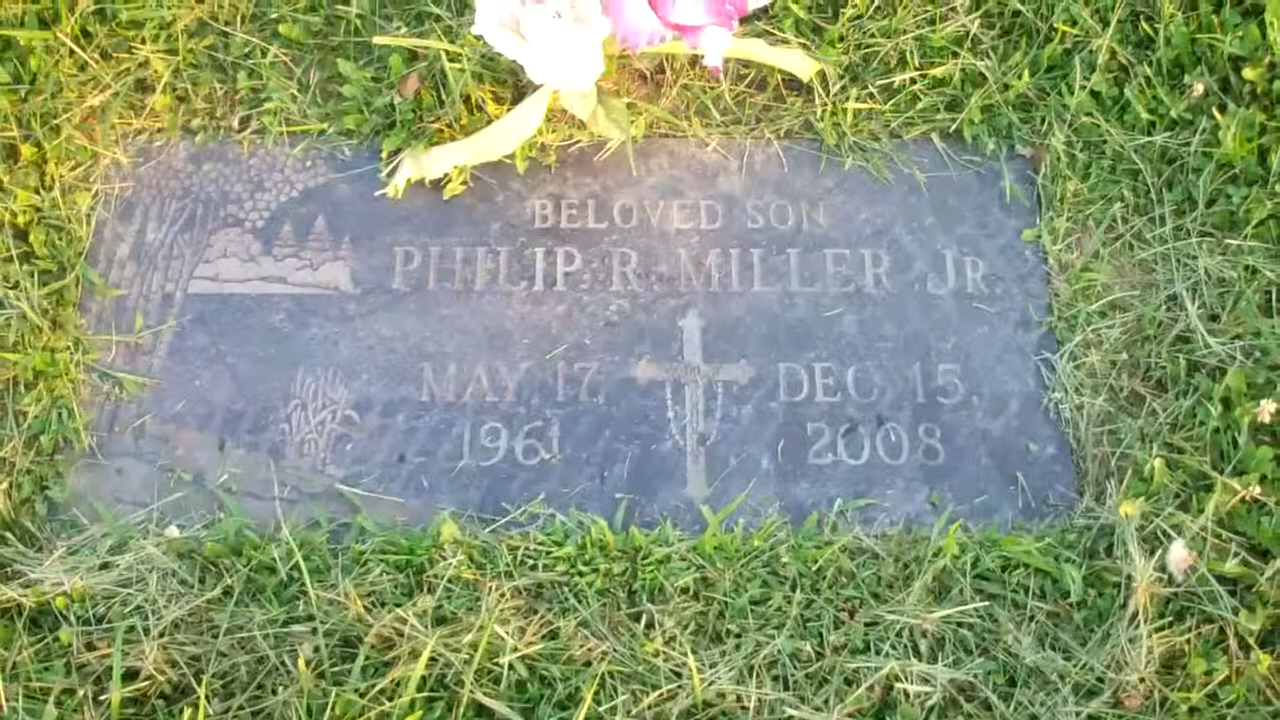 BELOVED SON
PHILIP R. MILLER JR.
MAY 17, DEC. 15,
1961 2008